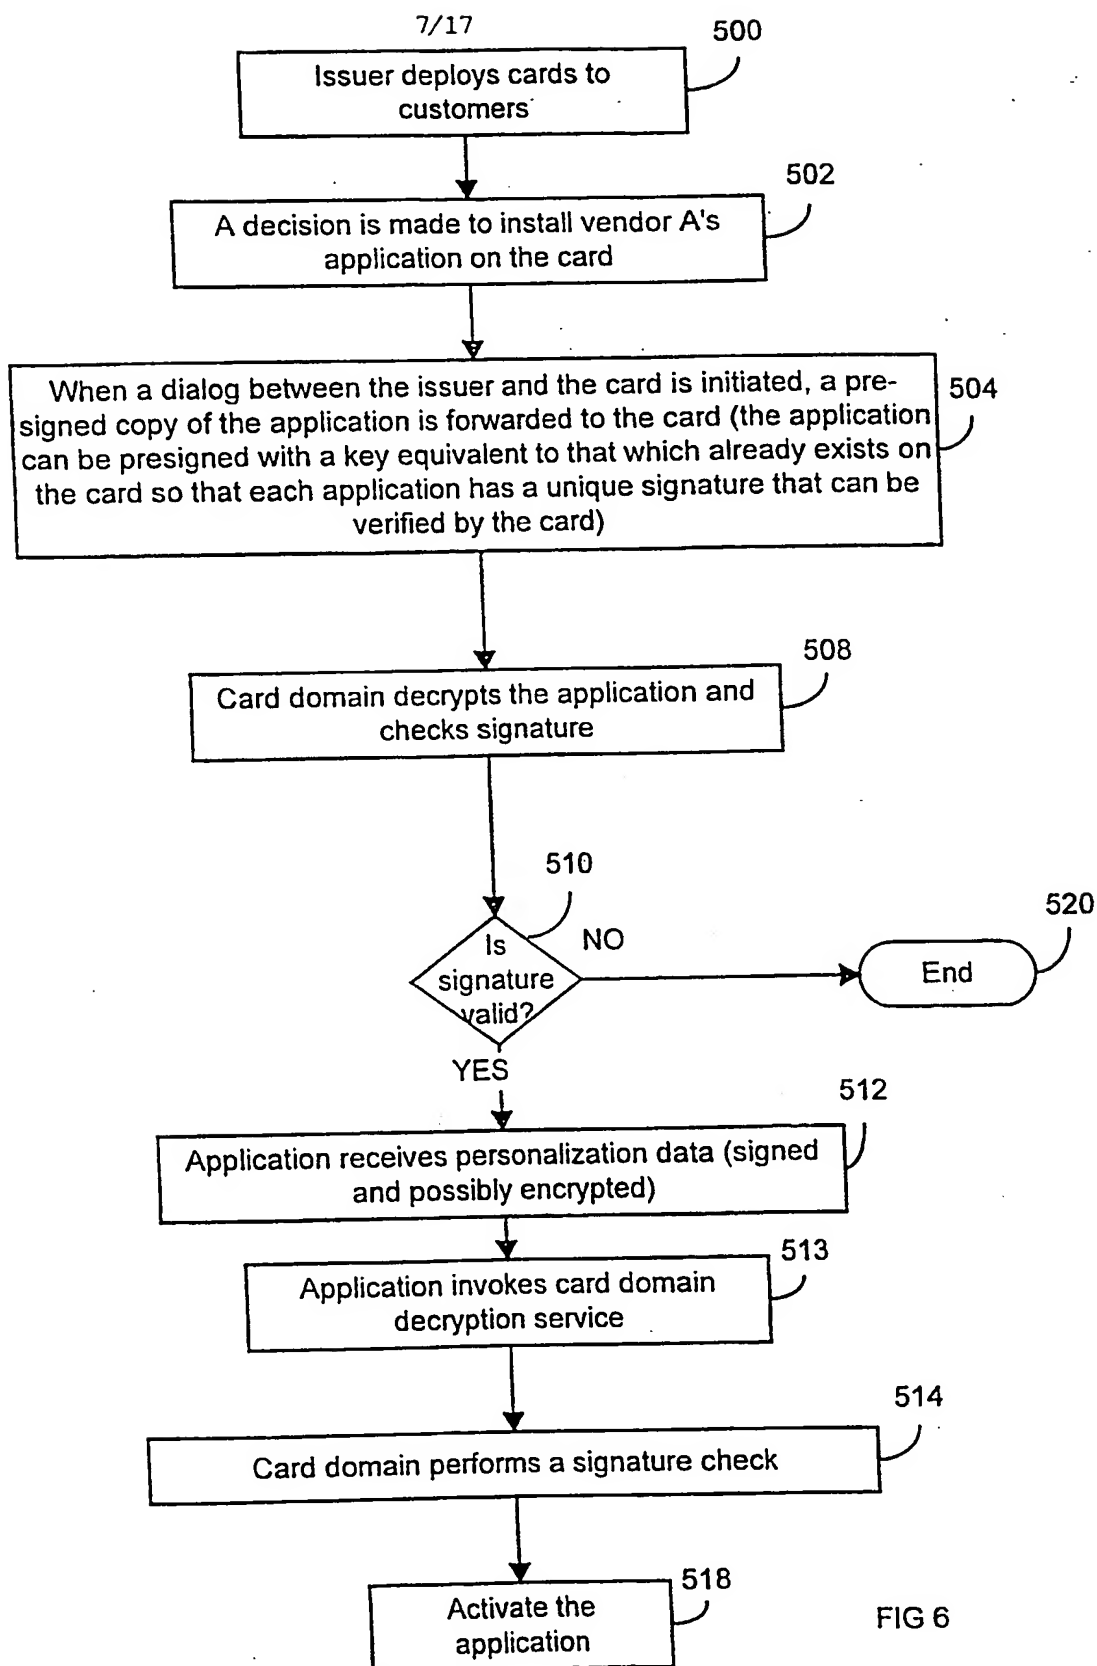 7/17
500
Issuer deploys cards to
customers
502
A decision is made to install vendor A's
application on the card
504
When a dialog between the issuer and the card is initiated, a pre-
signed copy of the application is forwarded to the card (the application
can be presigned with a key equivalent to that which already exists on
the card so that each application has a unique signature that can be
verified by the card)
508
Card domain decrypts the application and
checks signature
510
Is
signature
valid?
NO
520
End
YES
512
Application receives personalization data (signed
and possibly encrypted)
513
Application invokes card domain
decryption service
514
Card domain performs a signature check
518
Activate the
application
FIG 6